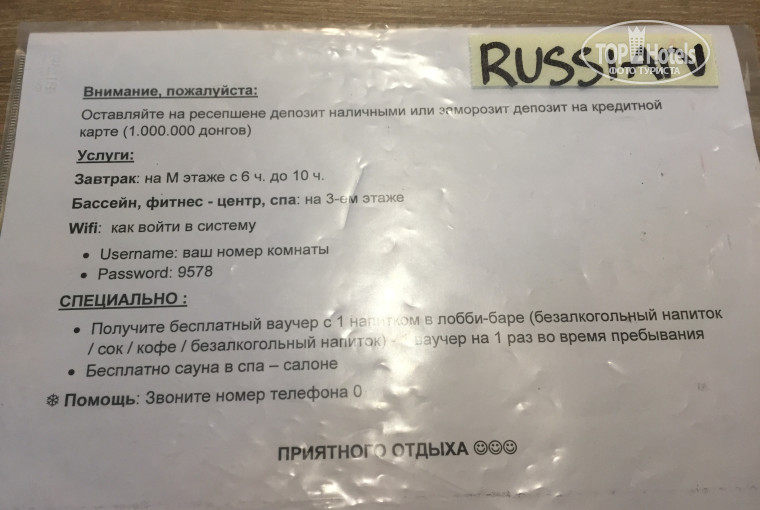 RUSSIAN
TOP Hotels
ФОТО ТУРИСТА
Внимание, пожалуйста:
Оставляйте на ресепшене депозит наличными или заморозит депозит на кредитной
карте (1.000.000 донгов)
Услуги:
Завтрак: на М этаже с 6 ч. до 10 ч.
Бассейн, фитнес - центр, спа: на 3-ем этаже
Wifi: как войти в систему
• Username: ваш номер комнаты
• Password: 9578
СПЕЦИАЛЬНО :
• Получите бесплатный ваучер с 1 напитком в лобби-баре (безалкогольный напиток
/ сок / кофе / безалкогольный напиток) - ваучер на 1 раз во время пребывания
• Бесплатно сауна в спа – салоне
❄ Помощь: Звоните номер телефона 0
ПРИЯТНОГО ОТДЫХА ☺☺☺